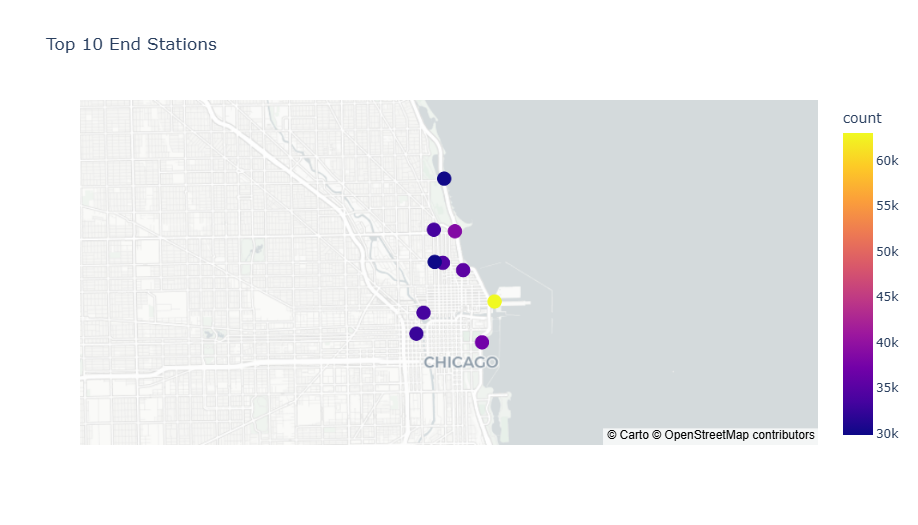 Top 10 End Stations
count
60k
55k
50k
45k
40k
35k
30k
CHICAGO
© Carto © OpenStreetMap contributors